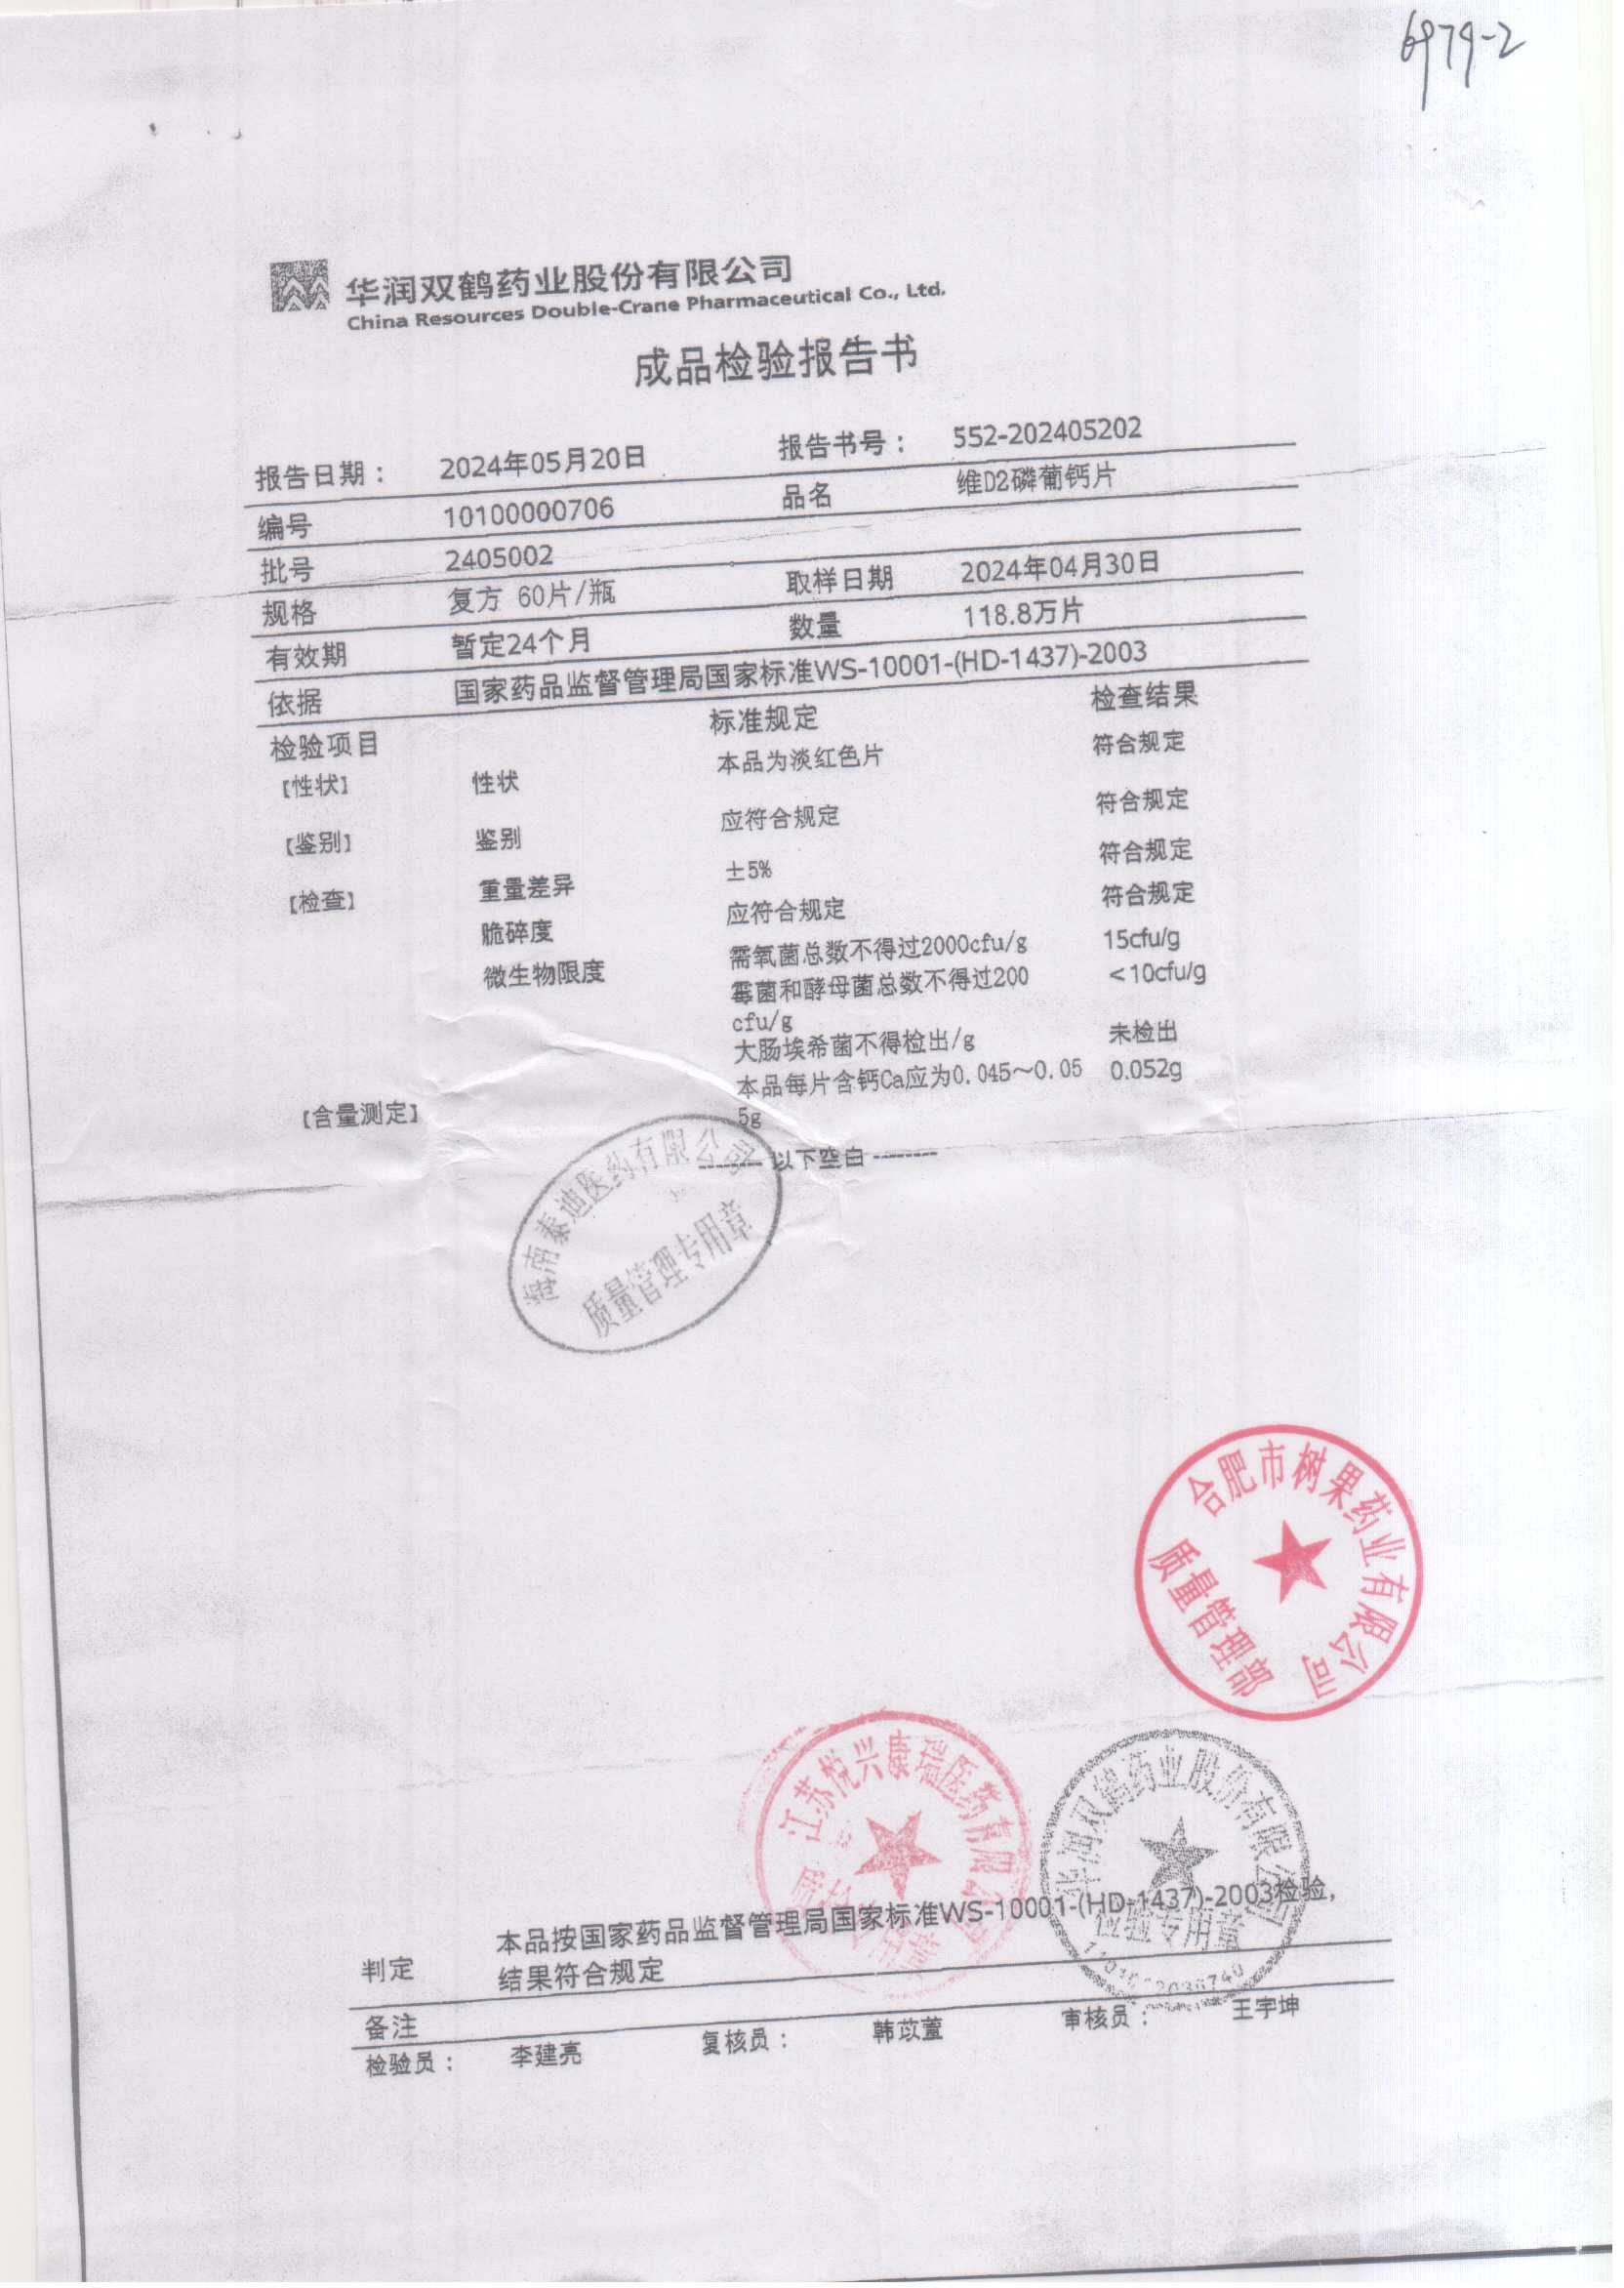 6979-2
华润双鹤药业股份有限公司
China Resources Double-Crane Pharmaceutical Co., Ltd.
成品检验报告书
报告日期： 2024年05月20日 报告书号： 552-202405202
编号 10100000706 品名 维D2磷葡钙片
批号 2405002
规格 复方 60片/瓶 取样日期 2024年04月30日
有效期 暂定24个月 数量 118.8万片
依据 国家药品监督管理局国家标准WS-10001-(HD-1437)-2003
检验项目 标准规定 检查结果
【性状】 性状 本品为淡红色片 符合规定
【鉴别】 鉴别 应符合规定 符合规定
【检查】 重量差异 ±5% 符合规定
脆碎度 应符合规定 符合规定
微生物限度 需氧菌总数不得过2000cfu/g 15cfu/g
霉菌和酵母菌总数不得过200 <10cfu/g
cfu/g
大肠埃希菌不得检出/g 未检出
【含量测定】 本品每片含钙Ca应为0.045～0.05 0.052g
5g
-------- 以下空白 --------
海南泰迪医药有限公司
质量管理专用章
合肥市树果药业有限公司
质量管理部
江苏悦兴康瑞医药有限公司
华润双鹤药业股份有限公司
检验专用章
判定 本品按国家药品监督管理局国家标准WS-10001-(HD-1437)-2003检验，
结果符合规定
备注
检验员： 李建亮 复核员： 韩苡萱 审核员： 王宇坤